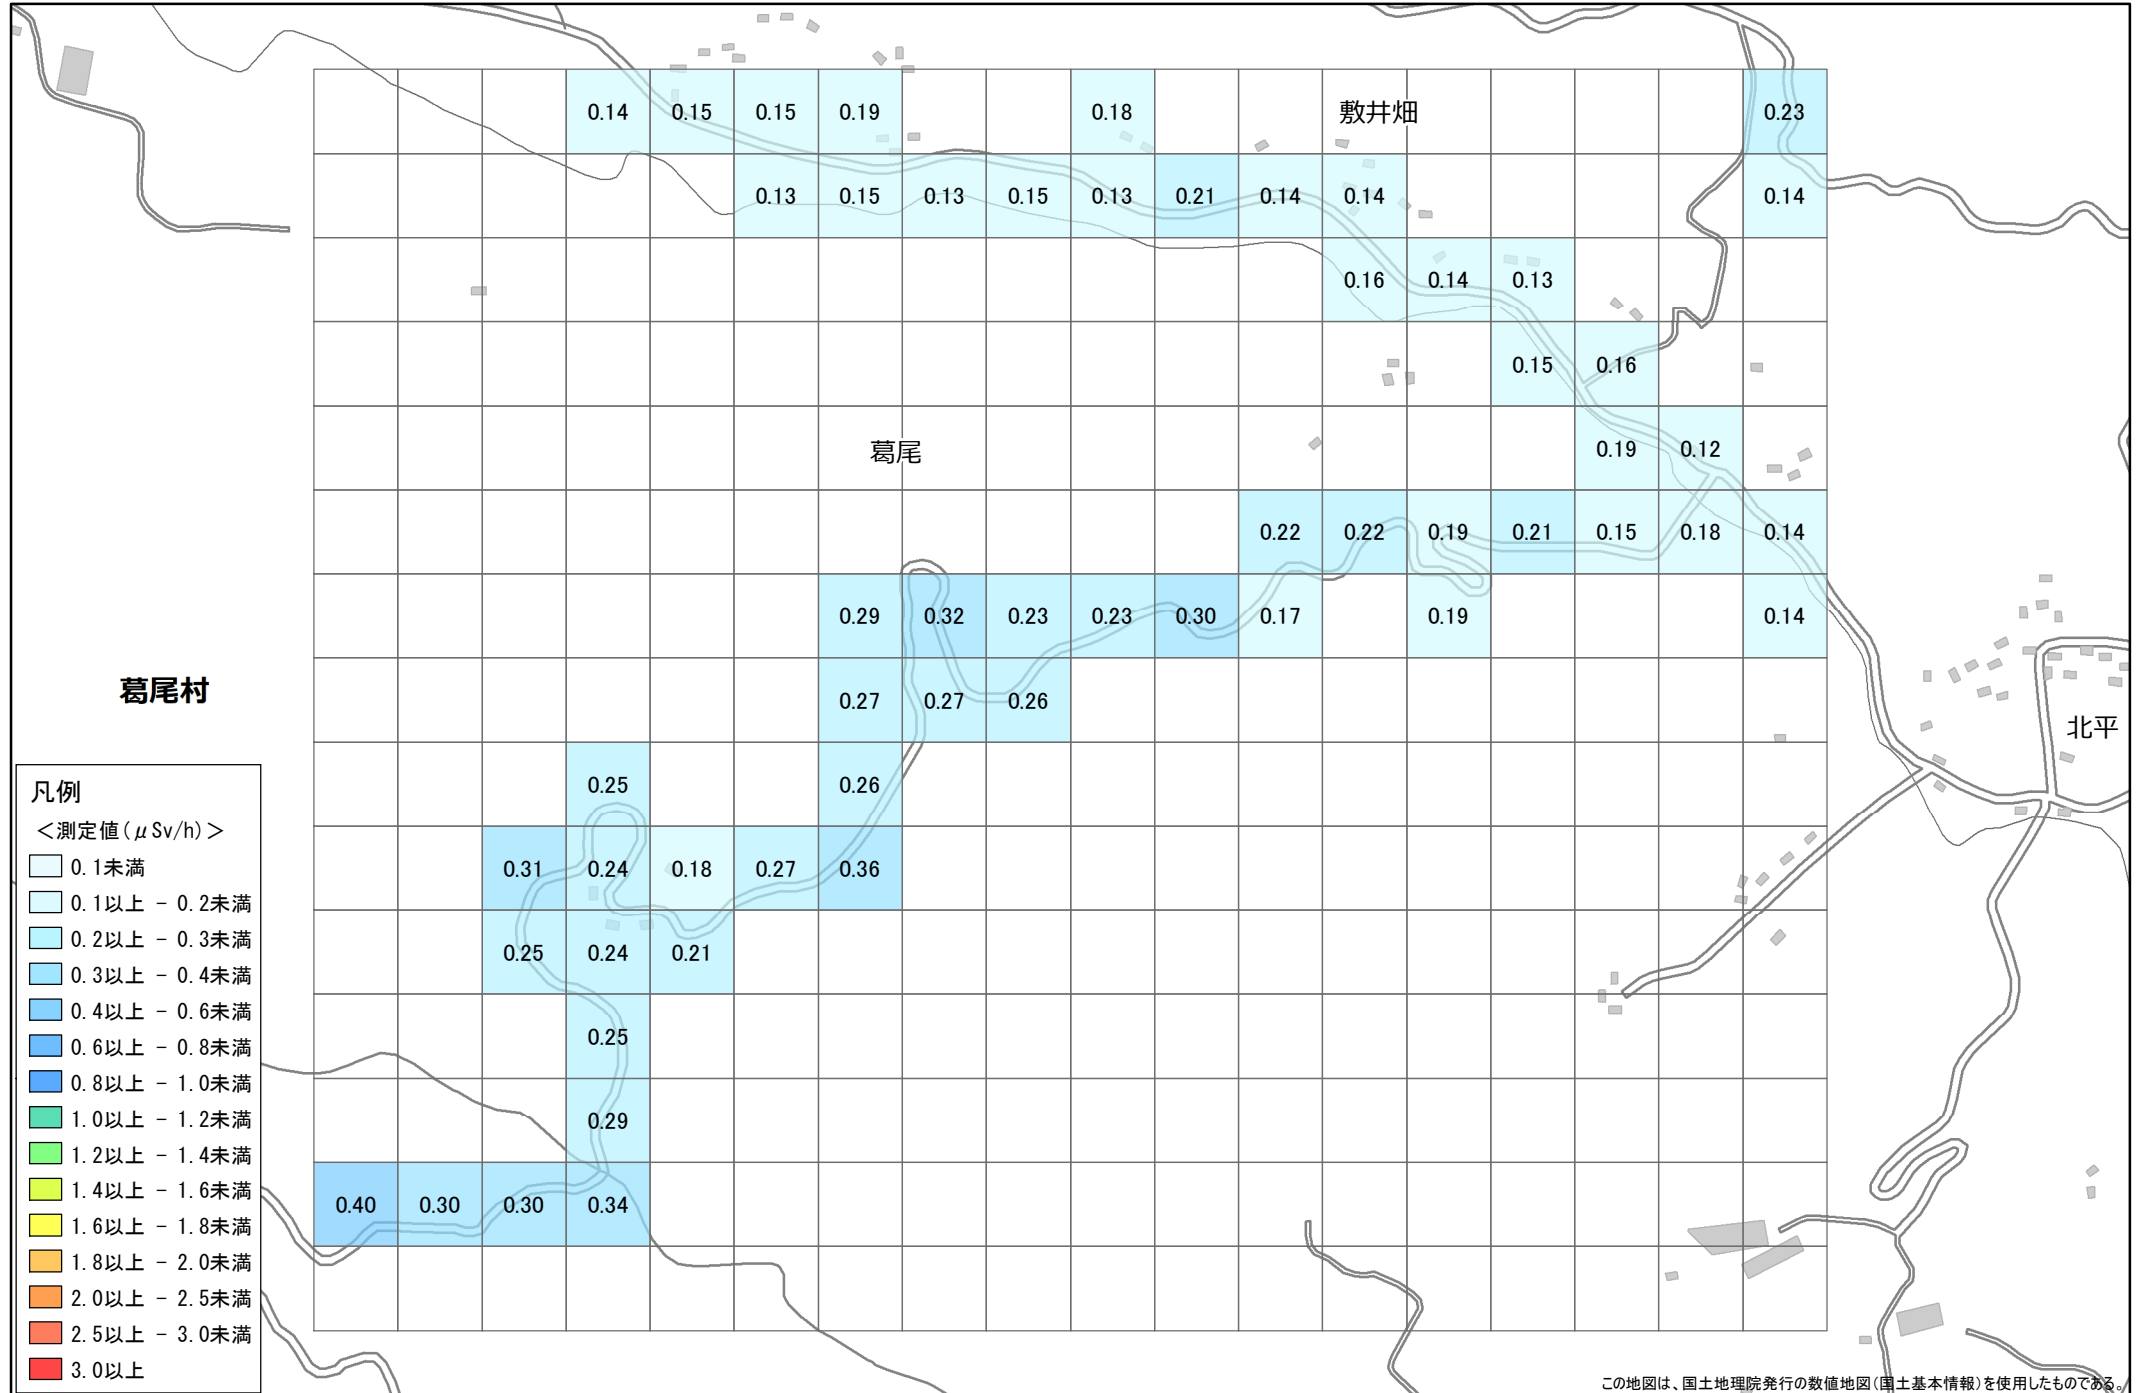 0.14 0.15 0.15 0.19 0.18 敷井畑 0.23
0.13 0.15 0.13 0.15 0.13 0.21 0.14 0.14 0.14
0.16 0.14 0.13
0.15 0.16
葛尾 0.19 0.12
0.22 0.22 0.19 0.21 0.15 0.18 0.14
0.29 0.32 0.23 0.23 0.30 0.17 0.19 0.14
葛尾村 0.27 0.27 0.26
北平
0.25 0.26
0.31 0.24 0.18 0.27 0.36
0.25 0.24 0.21
0.25
0.29
0.40 0.30 0.30 0.34
凡例
＜測定値(μSv/h)＞
0.1未満
0.1以上 － 0.2未満
0.2以上 － 0.3未満
0.3以上 － 0.4未満
0.4以上 － 0.6未満
0.6以上 － 0.8未満
0.8以上 － 1.0未満
1.0以上 － 1.2未満
1.2以上 － 1.4未満
1.4以上 － 1.6未満
1.6以上 － 1.8未満
1.8以上 － 2.0未満
2.0以上 － 2.5未満
2.5以上 － 3.0未満
3.0以上
この地図は、国土地理院発行の数値地図(国土基本情報)を使用したものである。